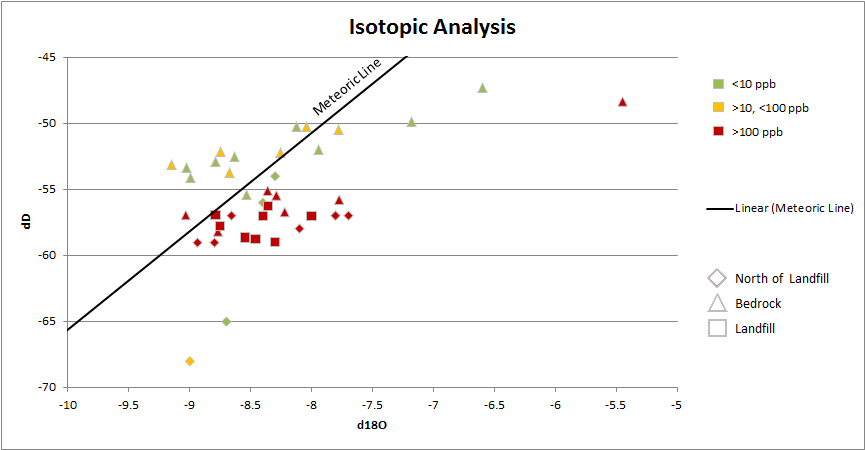 Isotopic Analysis
-45
-50
-55
-60
-65
-70
dD
Meteoric Line
-10
-9.5
-9
-8.5
-8
-7.5
-7
-6.5
-6
-5.5
-5
d18O
<10 ppb
>10, <100 ppb
>100 ppb
Linear (Meteoric Line)
North of Landfill
Bedrock
Landfill